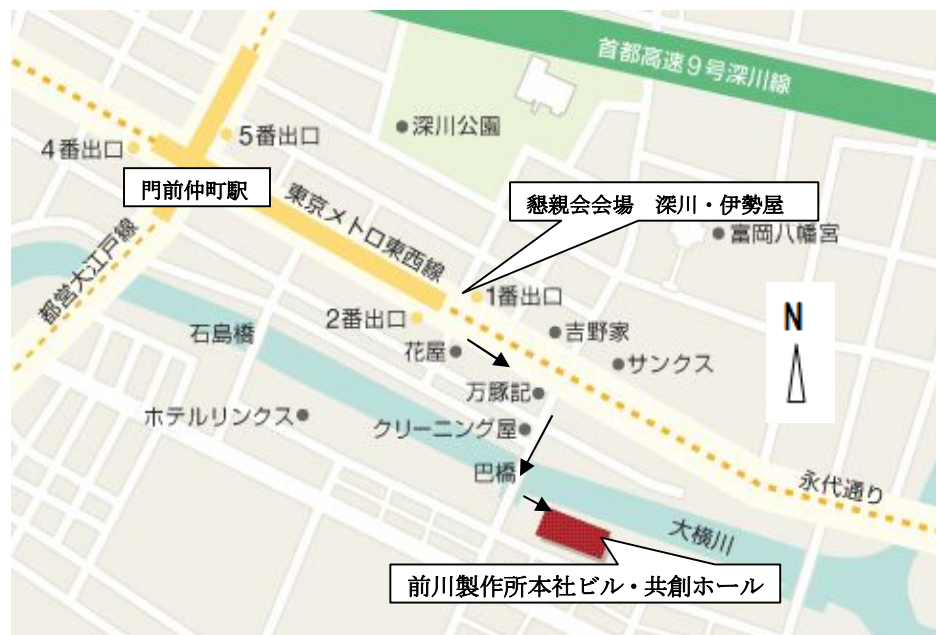 首都高速9号深川線
深川公園
5番出口
4番出口
門前仲町駅
東京メトロ東西線
懇親会会場 深川・伊勢屋
富岡八幡宮
都営大江戸線
1番出口
2番出口
N
石島橋
吉野家
花屋
サンクス
万豚記
ホテルリンクス
クリーニング屋
巴橋
永代通り
大横川
前川製作所本社ビル・共創ホール